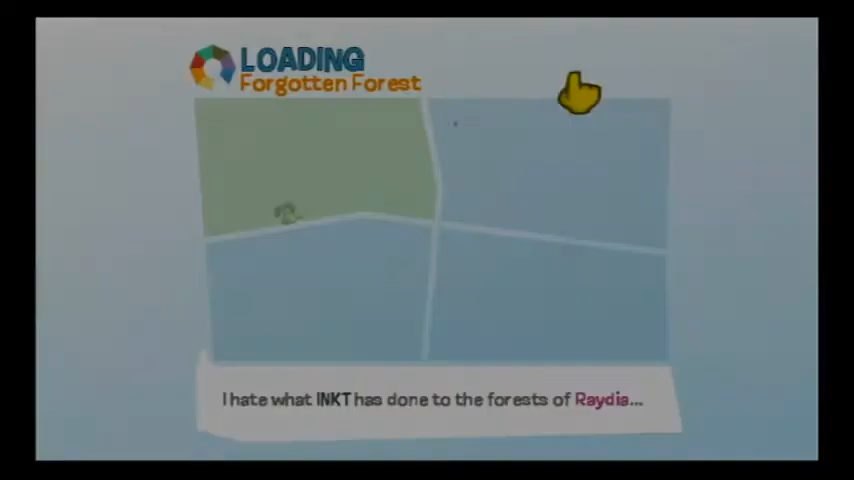 LOADING
Forgotten Forest
I hate what INKT has done to the forests of Raydia...